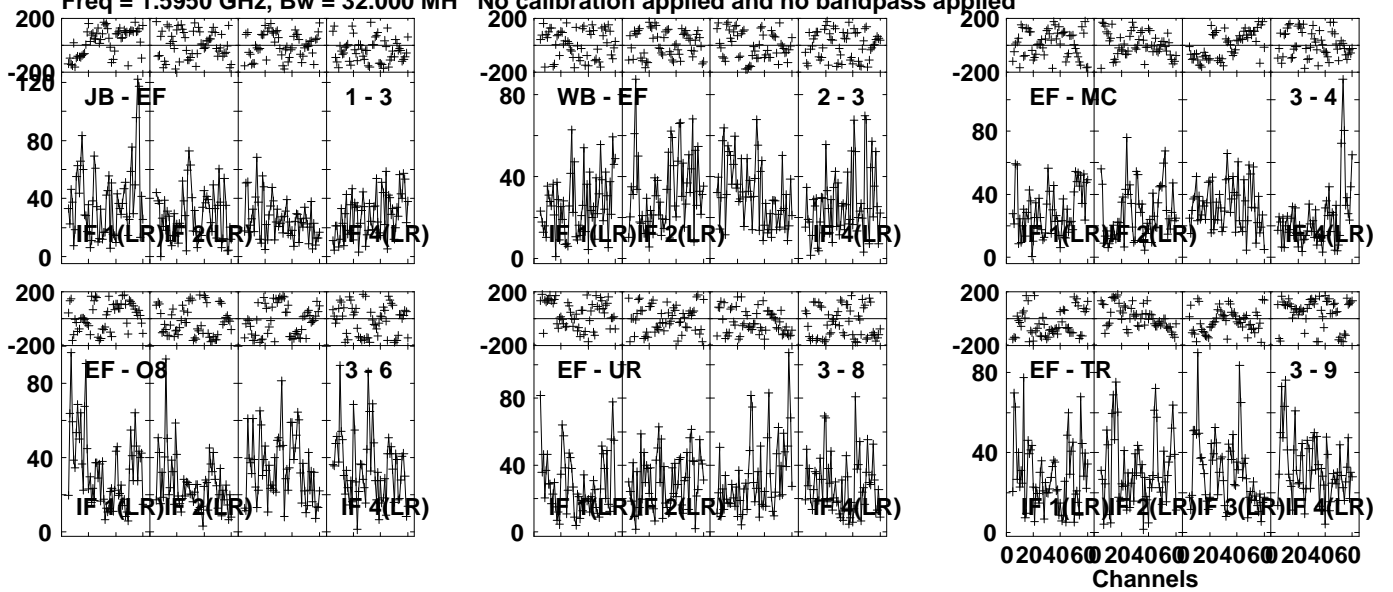 Freq = 1.5950 GHz, Bw = 32.000 MH No calibration applied and no bandpass applied
200
-200
120
80
40
0
JB - EF 1 - 3
IF 1(LR) IF 2(LR) IF 4(LR)
200
-200
80
40
0
WB - EF 2 - 3
IF 1(LR) IF 2(LR) IF 4(LR)
200
-200
80
40
0
EF - MC 3 - 4
IF 1(LR) IF 2(LR) IF 4(LR)
200
-200
80
40
0
EF - O8 3 - 6
IF 1(LR) IF 2(LR) IF 4(LR)
200
-200
80
40
0
EF - UR 3 - 8
IF 1(LR) IF 2(LR) IF 4(LR)
200
-200
80
40
0
EF - TR 3 - 9
IF 1(LR) IF 2(LR) IF 3(LR) IF 4(LR)
0 20 40 60 0 20 40 60 0 20 40 60 0 20 40 60
Channels